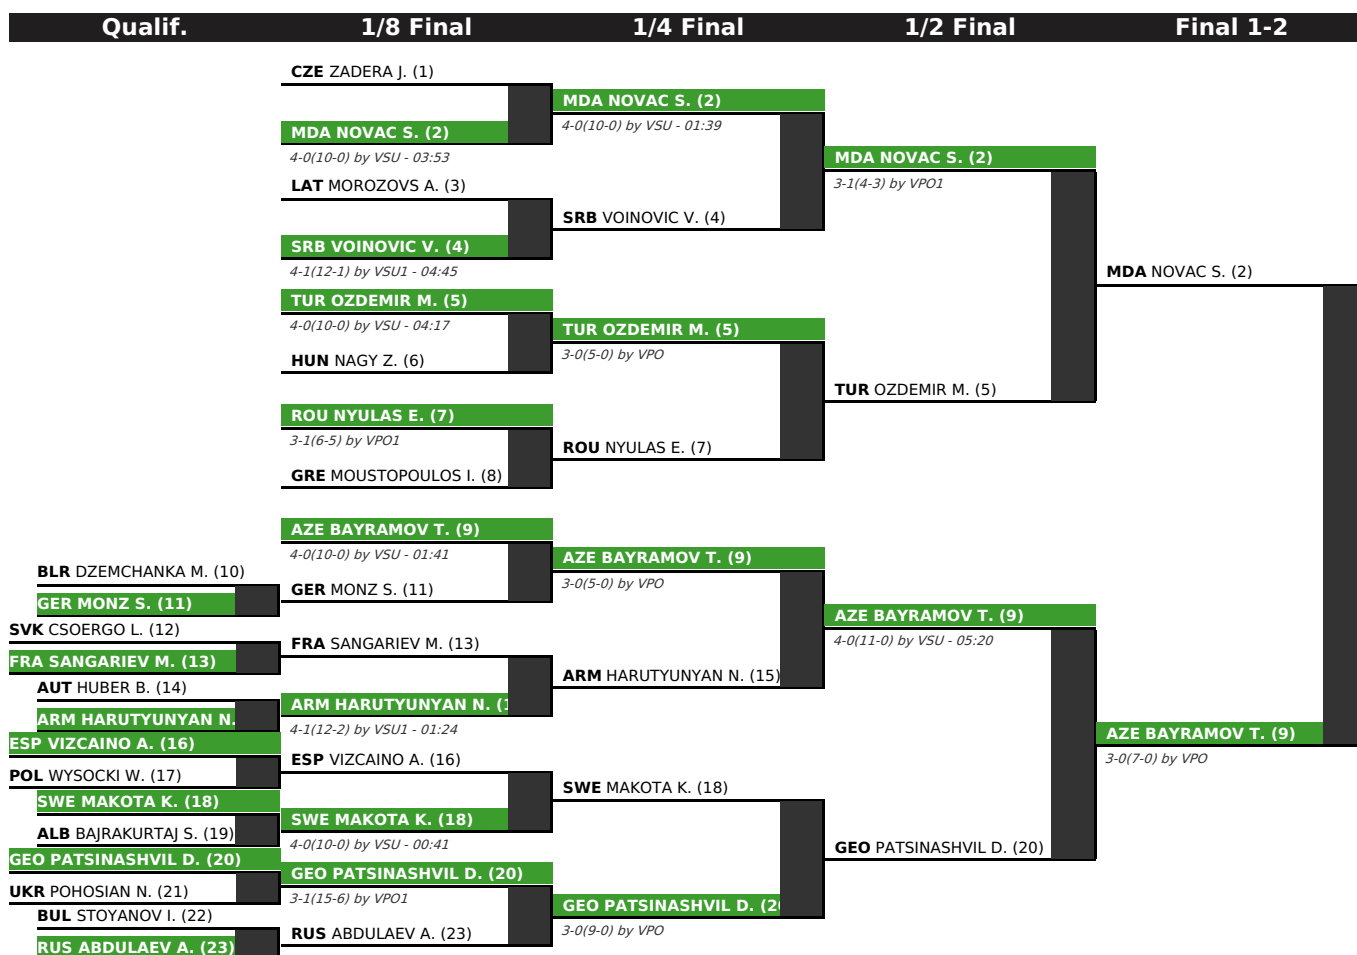 Qualif. 1/8 Final 1/4 Final 1/2 Final Final 1-2
CZE ZADERA J. (1)
MDA NOVAC S. (2)
4-0(10-0) by VSU - 03:53
LAT MOROZOVS A. (3)
SRB VOINOVIC V. (4)
4-1(12-1) by VSU1 - 04:45
TUR OZDEMIR M. (5)
4-0(10-0) by VSU - 04:17
HUN NAGY Z. (6)
ROU NYULAS E. (7)
3-1(6-5) by VPO1
GRE MOUSTOPOULOS I. (8)
AZE BAYRAMOV T. (9)
4-0(10-0) by VSU - 01:41
GER MONZ S. (11)
FRA SANGARIEV M. (13)
ARM HARUTYUNYAN N. (1
4-1(12-2) by VSU1 - 01:24
ESP VIZCAINO A. (16)
SWE MAKOTA K. (18)
4-0(10-0) by VSU - 00:41
GEO PATSINASHVIL D. (20)
3-1(15-6) by VPO1
RUS ABDULAEV A. (23)
BLR DZEMCHANKA M. (10)
GER MONZ S. (11)
SVK CSOERGO L. (12)
FRA SANGARIEV M. (13)
AUT HUBER B. (14)
ARM HARUTYUNYAN N.
ESP VIZCAINO A. (16)
POL WYSOCKI W. (17)
SWE MAKOTA K. (18)
ALB BAJRAKURTAJ S. (19)
GEO PATSINASHVIL D. (20)
UKR POHOSIAN N. (21)
BUL STOYANOV I. (22)
RUS ABDULAEV A. (23)
MDA NOVAC S. (2)
4-0(10-0) by VSU - 01:39
SRB VOINOVIC V. (4)
TUR OZDEMIR M. (5)
3-0(5-0) by VPO
ROU NYULAS E. (7)
AZE BAYRAMOV T. (9)
3-0(5-0) by VPO
ARM HARUTYUNYAN N. (15)
SWE MAKOTA K. (18)
GEO PATSINASHVIL D. (20
3-0(9-0) by VPO
MDA NOVAC S. (2)
3-1(4-3) by VPO1
TUR OZDEMIR M. (5)
AZE BAYRAMOV T. (9)
4-0(11-0) by VSU - 05:20
GEO PATSINASHVIL D. (20)
MDA NOVAC S. (2)
AZE BAYRAMOV T. (9)
3-0(7-0) by VPO